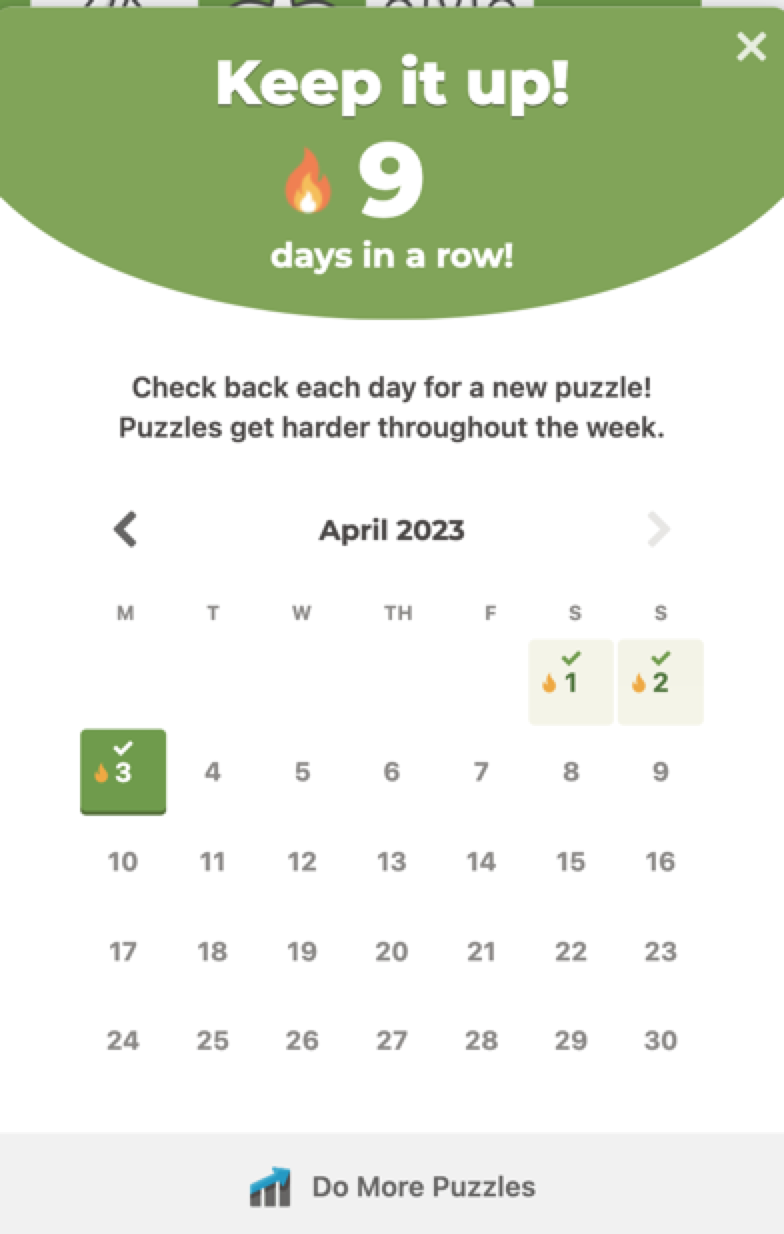 Keep it up!
9
days in a row!
Check back each day for a new puzzle!
Puzzles get harder throughout the week.
April 2023
M T W TH F S S
1 2
3 4 5 6 7 8 9
10 11 12 13 14 15 16
17 18 19 20 21 22 23
24 25 26 27 28 29 30
Do More Puzzles